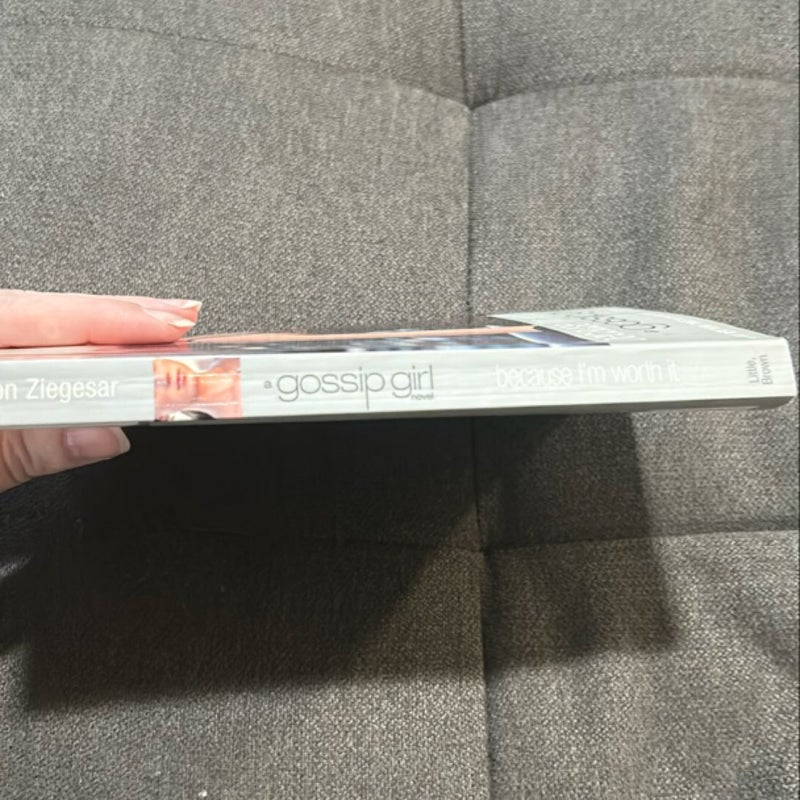 on Ziegesar
a gossip girl
novel
because I'm worth it
Little,
Brown